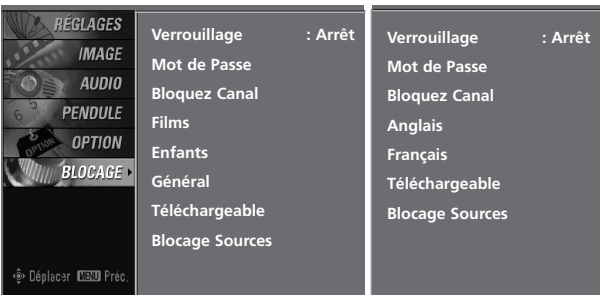 RÉGLAGES
IMAGE
AUDIO
PENDULE
OPTION
BLOCAGE
Déplacer MENU Préc.
Verrouillage : Arrêt
Mot de Passe
Bloquez Canal
Films
Enfants
Général
Téléchargeable
Blocage Sources
Verrouillage : Arrêt
Mot de Passe
Bloquez Canal
Anglais
Français
Téléchargeable
Blocage Sources